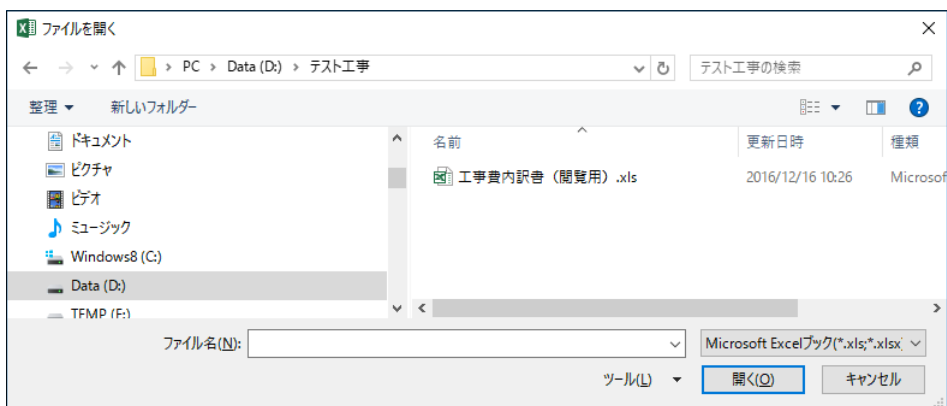 ファイルを開く
PC › Data (D:) › テスト工事
テスト工事の検索
整理 新しいフォルダー
名前 更新日時 種類
ドキュメント
ピクチャ
工事費内訳書（閲覧用）.xls 2016/12/16 10:26 Microsof
ビデオ
ミュージック
Windows8 (C:)
Data (D:)
TEMP (E:)
ファイル名(N):
Microsoft Excelブック(*.xls;*.xlsx
ツール(L) 開く(O) キャンセル